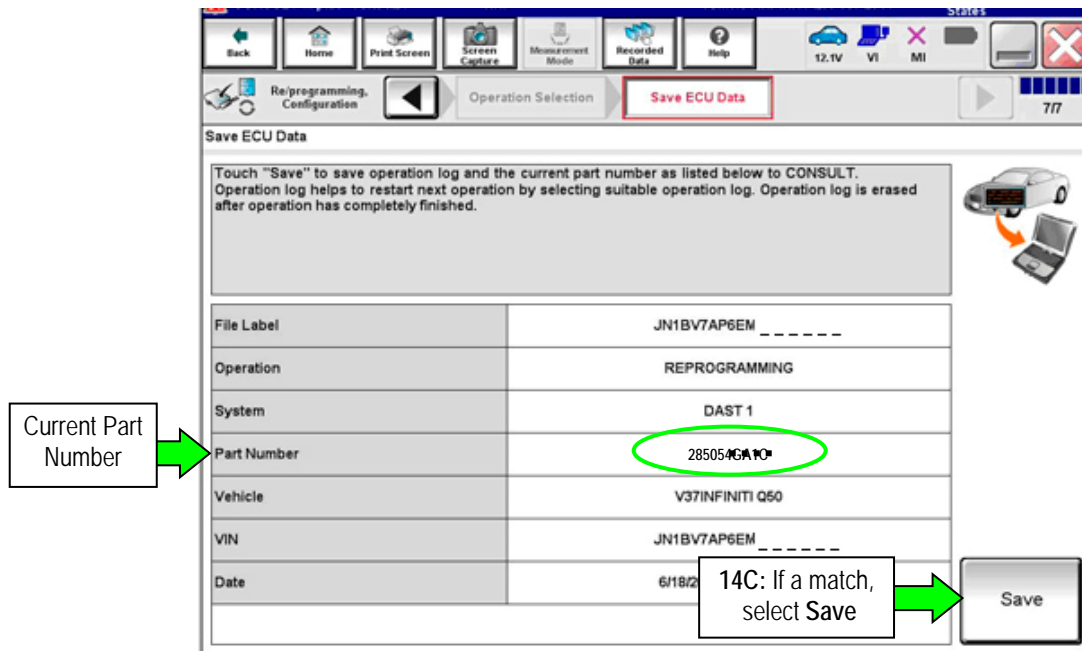 States
Back
Home
Print Screen
Screen Capture
Measurement Mode
Recorded Data
Help
12.1V
VI
MI
Re/programming, Configuration
Operation Selection
Save ECU Data
7/7
Save ECU Data
Touch "Save" to save operation log and the current part number as listed below to CONSULT.
Operation log helps to restart next operation by selecting suitable operation log. Operation log is erased
after operation has completely finished.
File Label
JN1BV7AP6EM _ _ _ _ _ _
Operation
REPROGRAMMING
System
DAST 1
Current Part
Number
Part Number
Vehicle
V37INFINITI Q50
VIN
JN1BV7AP6EM _ _ _ _ _ _
Date
6/18/2
14C: If a match,
select Save
Save